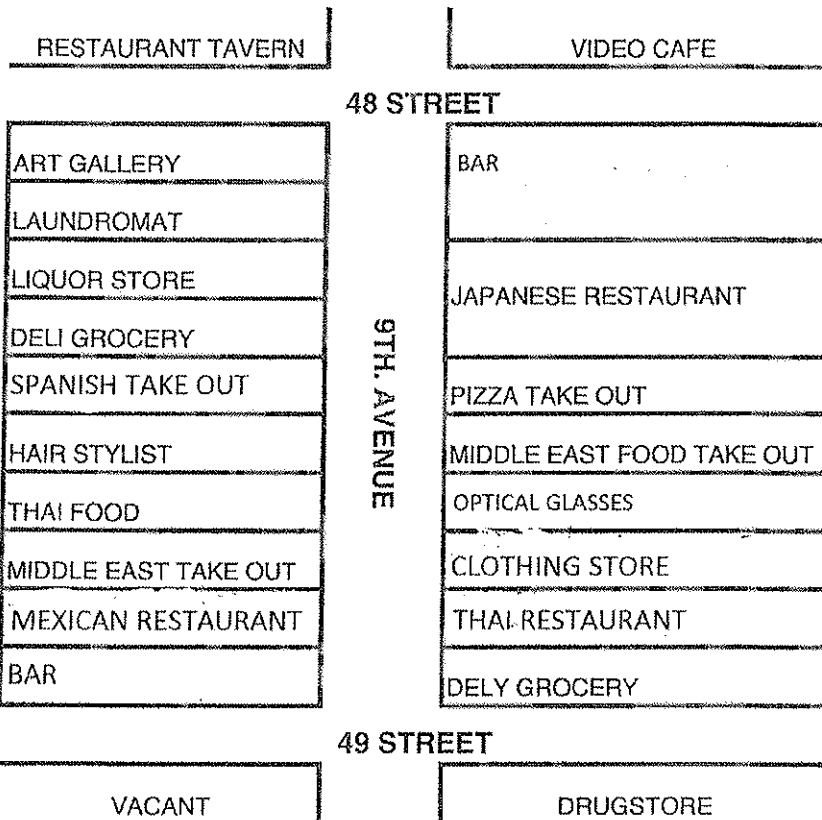 RESTAURANT TAVERN
VIDEO CAFE
48 STREET
ART GALLERY
LAUNDROMAT
LIQUOR STORE
DELI GROCERY
SPANISH TAKE OUT
HAIR STYLIST
THAI FOOD
MIDDLE EAST TAKE OUT
MEXICAN RESTAURANT
BAR
9TH. AVENUE
BAR
JAPANESE RESTAURANT
PIZZA TAKE OUT
MIDDLE EAST FOOD TAKE OUT
OPTICAL GLASSES
CLOTHING STORE
THAI RESTAURANT
DELY GROCERY
49 STREET
VACANT
DRUGSTORE